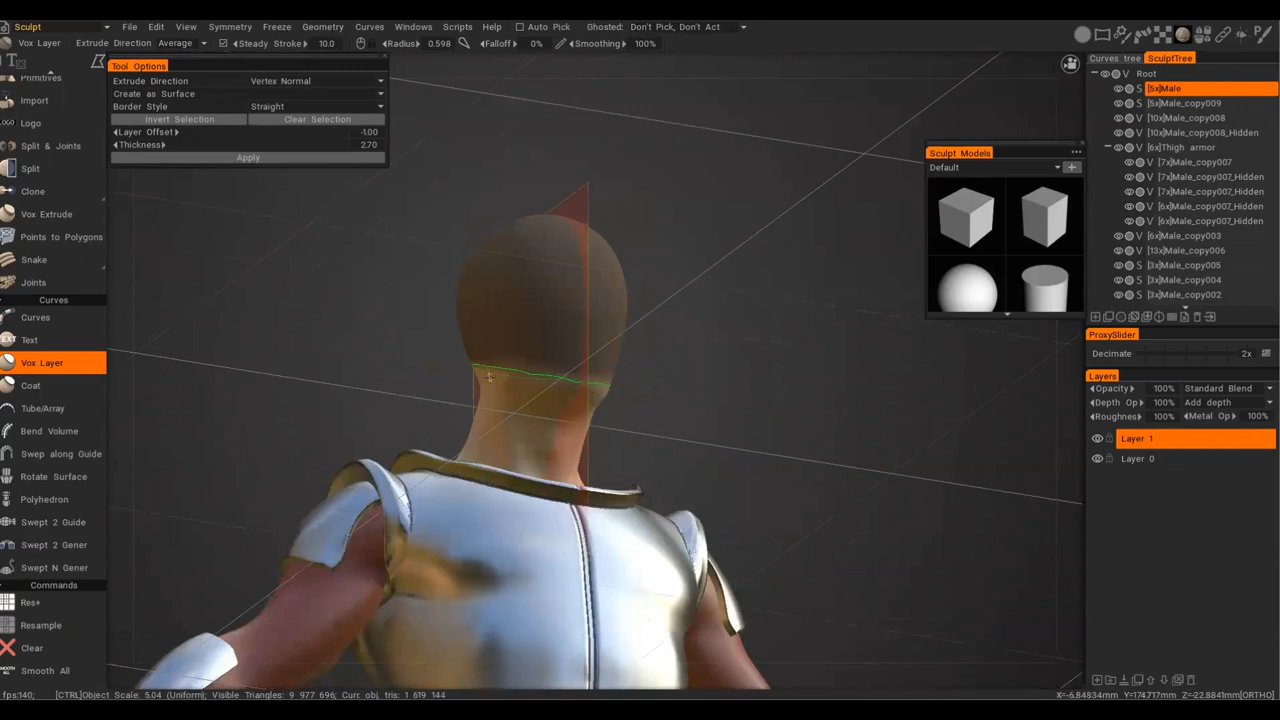 Sculpt File Edit View Symmetry Freeze Geometry Curves Windows Scripts Help Auto Pick Ghosted: Don't Pick, Don't Act
Vox Layer Extrude Direction Average Steady Stroke 10.0 Radius 0.598 Falloff 0% Smoothing 100%
Primitives
Import
LOGO Logo
Split & Joints
Split
Clone
Vox Extrude
Points to Polygons
Snake
Joints
Curves
Curves
TEXT Text
Vox Layer
Coat
Tube/Array
Bend Volume
Swep along Guide
Rotate Surface
Polyhedron
Swept 2 Guide
Swept 2 Gener
Swept N Gener
Commands
Res+
Resample
Clear
Smooth All
Tool Options
Extrude Direction Vertex Normal
Create as Surface
Border Style Straight
Invert Selection Clear Selection
Layer Offset -1.00
Thickness 2.70
Apply
Sculpt Models
Default
Curves tree SculptTree
V Root
S [5x]Male
S [5x]Male_copy009
V [10x]Male_copy008
V [10x]Male_copy008_Hidden
V [6x]Thigh armor
V [7x]Male_copy007
V [7x]Male_copy007_Hidden
V [7x]Male_copy007_Hidden
V [6x]Male_copy007_Hidden
V [6x]Male_copy007_Hidden
V [6x]Male_copy003
V [13x]Male_copy006
S [3x]Male_copy005
S [3x]Male_copy004
S [3x]Male_copy002
ProxySlider
Decimate 2x
Layers
Opacity 100% Standard Blend
Depth Op 100% Add depth
Roughnes 100% Metal Op 100%
Layer 1
Layer 0
fps:140; [CTRL]Object Scale: 5.04 (Uniform); Visible Triangles: 9 977 696; Curr. obj, tris: 1 619 144 X=-6.84834mm Y=174.717mm Z=-22.8841mm[ORTHO]